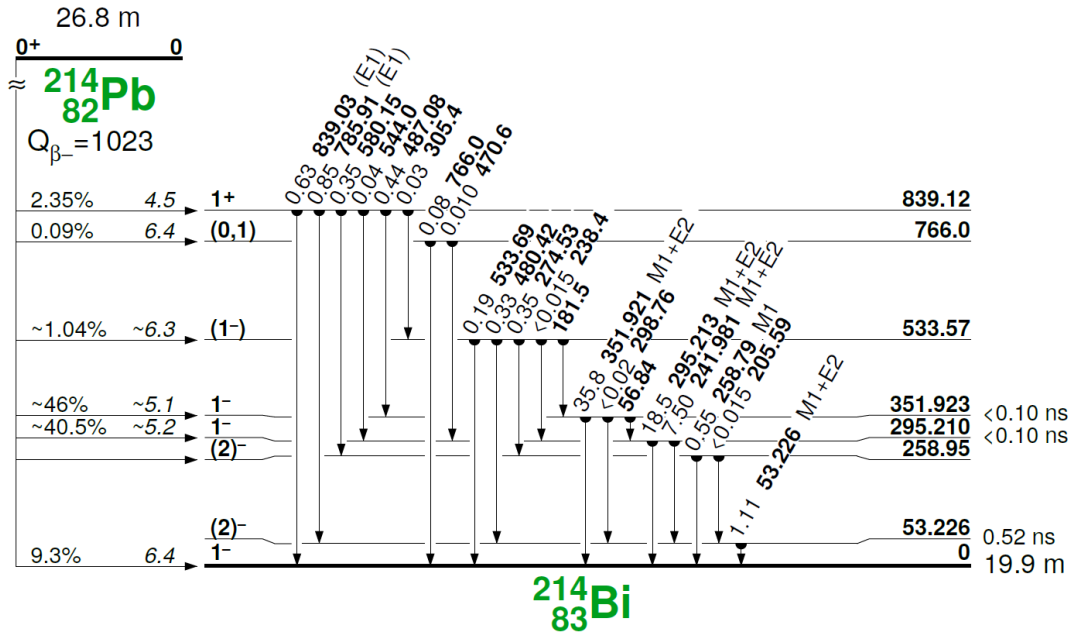 26.8 m
0+ 0
≈
214
82Pb
Qβ−=1023
0.63 839.03 (E1)
0.85 785.91 (E1)
0.35 580.15
0.04 544.0
0.44 487.08
0.03 305.4
0.08 766.0
0.010 470.6
2.35% 4.5 1+ 839.12
0.09% 6.4 (0,1) 766.0
0.19 533.69
0.33 480.42
0.35 274.53
<0.015 238.4
181.5
~1.04% ~6.3 (1−) 533.57
35.8 351.921 M1+E2
<0.02 298.76
56.84
18.5 295.213 M1+E2
7.50 241.981 M1+E2
0.55 258.79 M1
<0.015 205.59
1.11 53.226 M1+E2
~46% ~5.1 1− 351.923 <0.10 ns
~40.5% ~5.2 1− 295.210 <0.10 ns
(2)− 258.95
(2)− 53.226 0.52 ns
9.3% 6.4 1− 0 19.9 m
214
83Bi